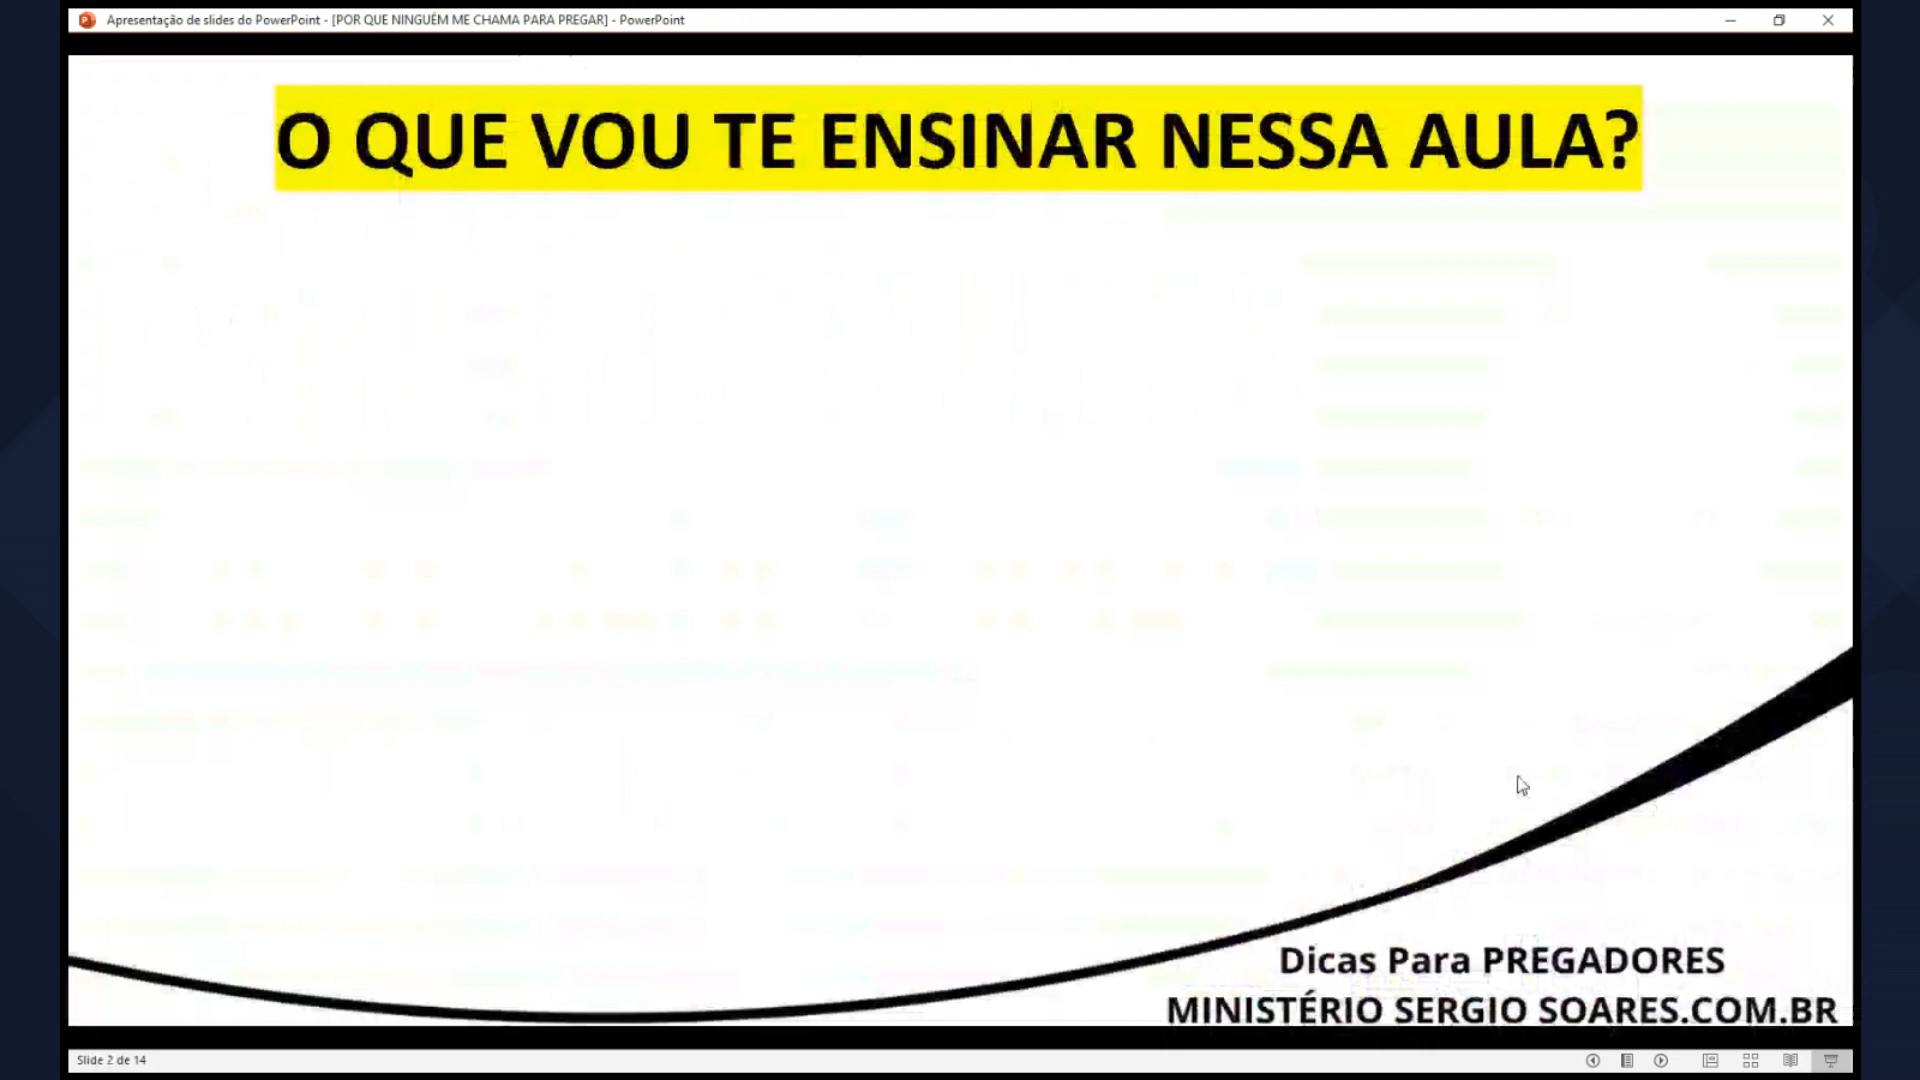 Apresentação de slides do PowerPoint - [POR QUE NINGUÉM ME CHAMA PARA PREGAR] - PowerPoint
O QUE VOU TE ENSINAR NESSA AULA?
Dicas Para PREGADORES
MINISTÉRIO SERGIO SOARES.COM.BR
Slide 2 de 14